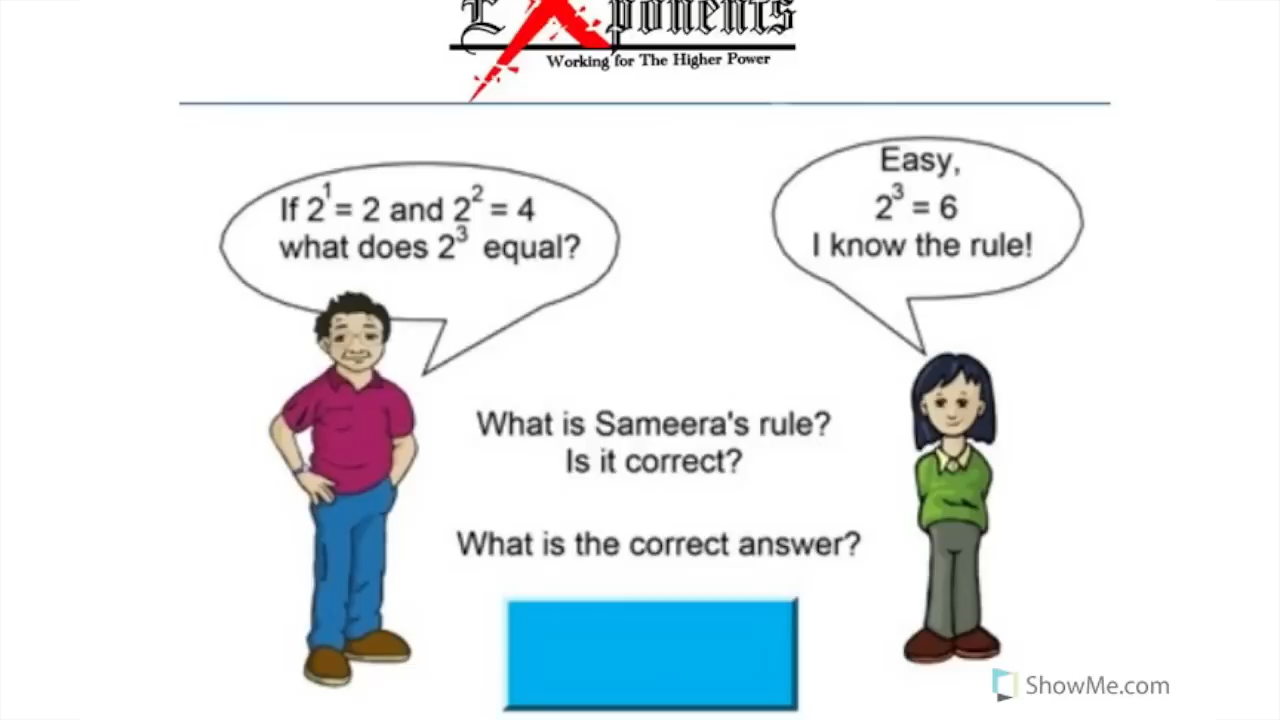 Exponents
Working for The Higher Power
If 2¹ = 2 and 2² = 4
what does 2³ equal?
Easy,
2³ = 6
I know the rule!
What is Sameera's rule?
Is it correct?
What is the correct answer?
ShowMe.com